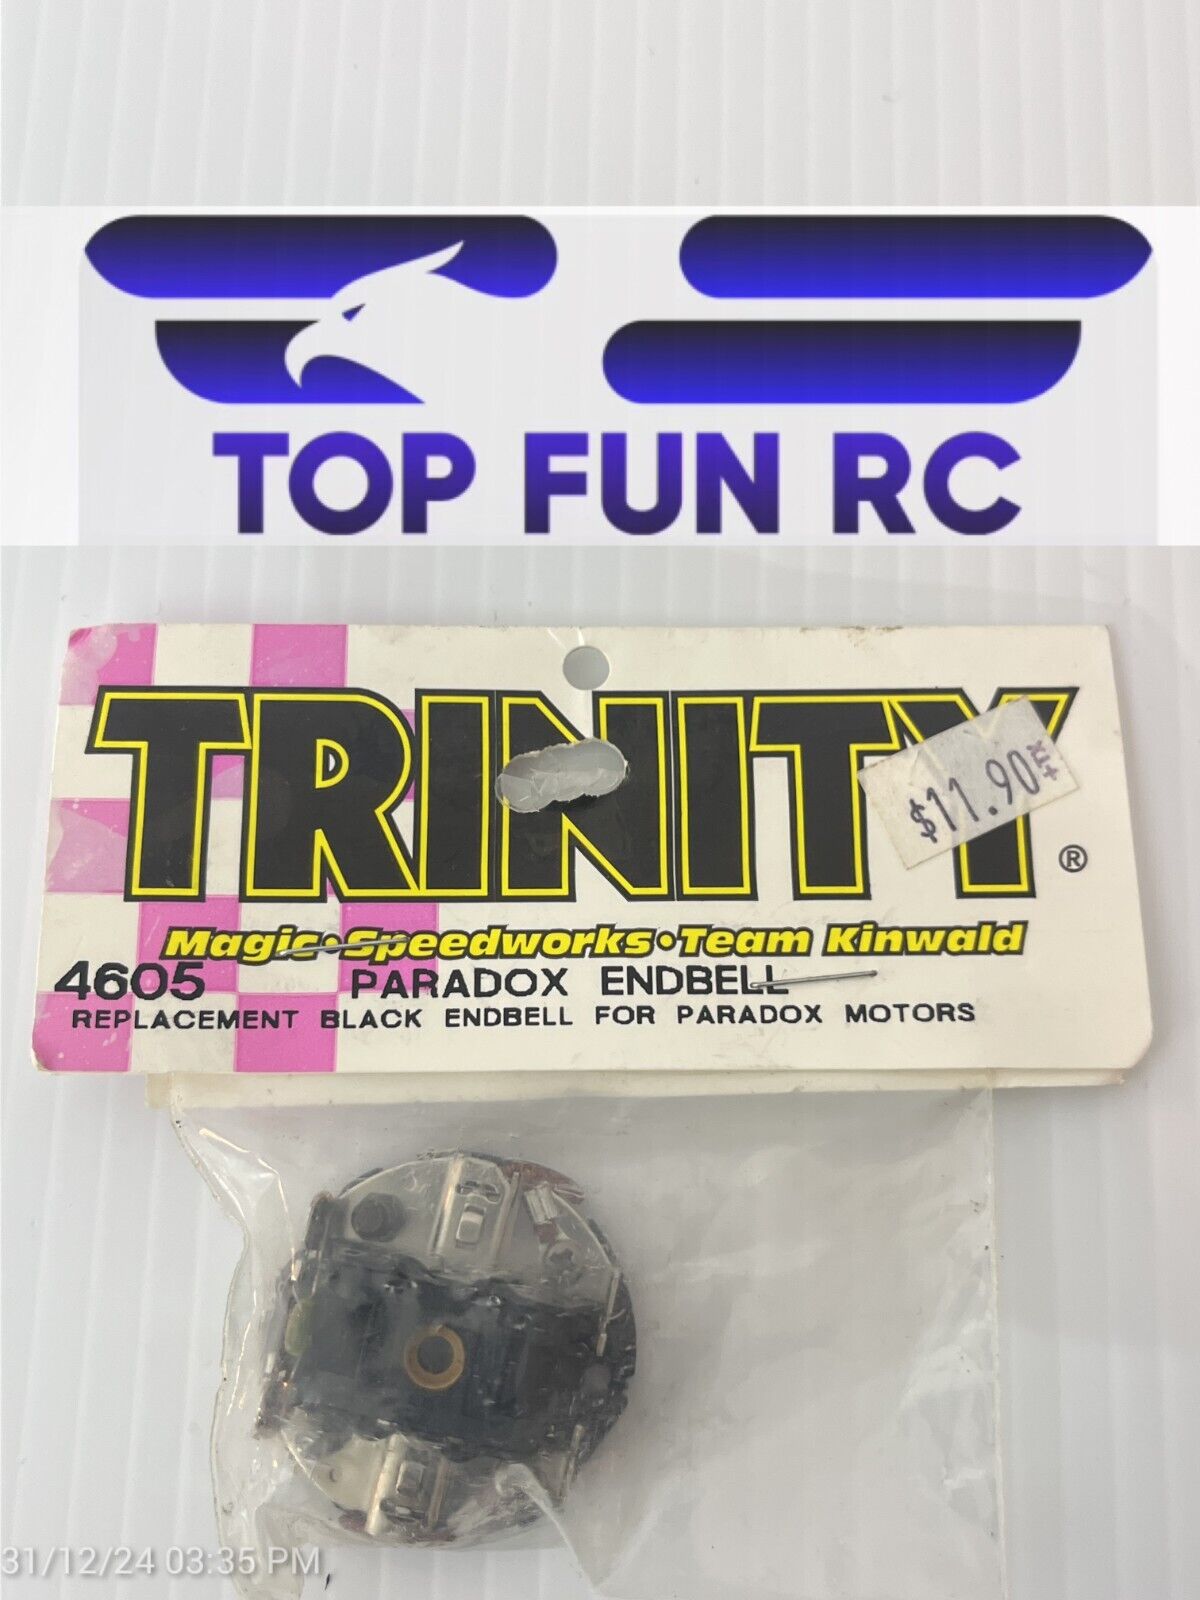 TOP FUN RC
TRINITY®
$11.90
+TX
Magic•Speedworks•Team Kinwald
4605 PARADOX ENDBELL
REPLACEMENT BLACK ENDBELL FOR PARADOX MOTORS
31/12/24 03:35 PM